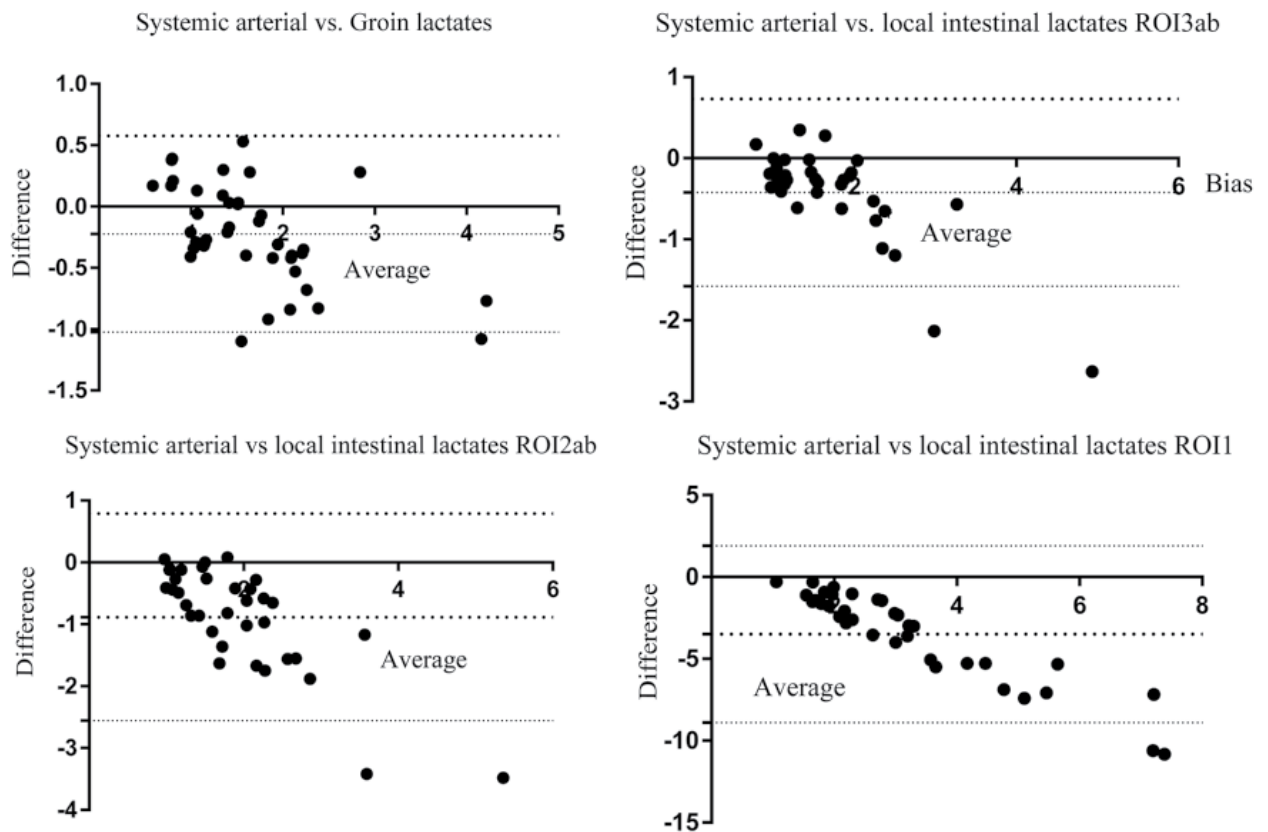 Systemic arterial vs. Groin lactates
1.0
0.5
0.0
-0.5
-1.0
-1.5
1 2 3 4 5
Difference
Average
Systemic arterial vs. local intestinal lactates ROI3ab
1
0
-1
-2
-3
2 4 6
Bias
Difference
Average
Systemic arterial vs local intestinal lactates ROI2ab
1
0
-1
-2
-3
-4
2 4 6
Difference
Average
Systemic arterial vs local intestinal lactates ROI1
5
0
-5
-10
-15
2 4 6 8
Difference
Average